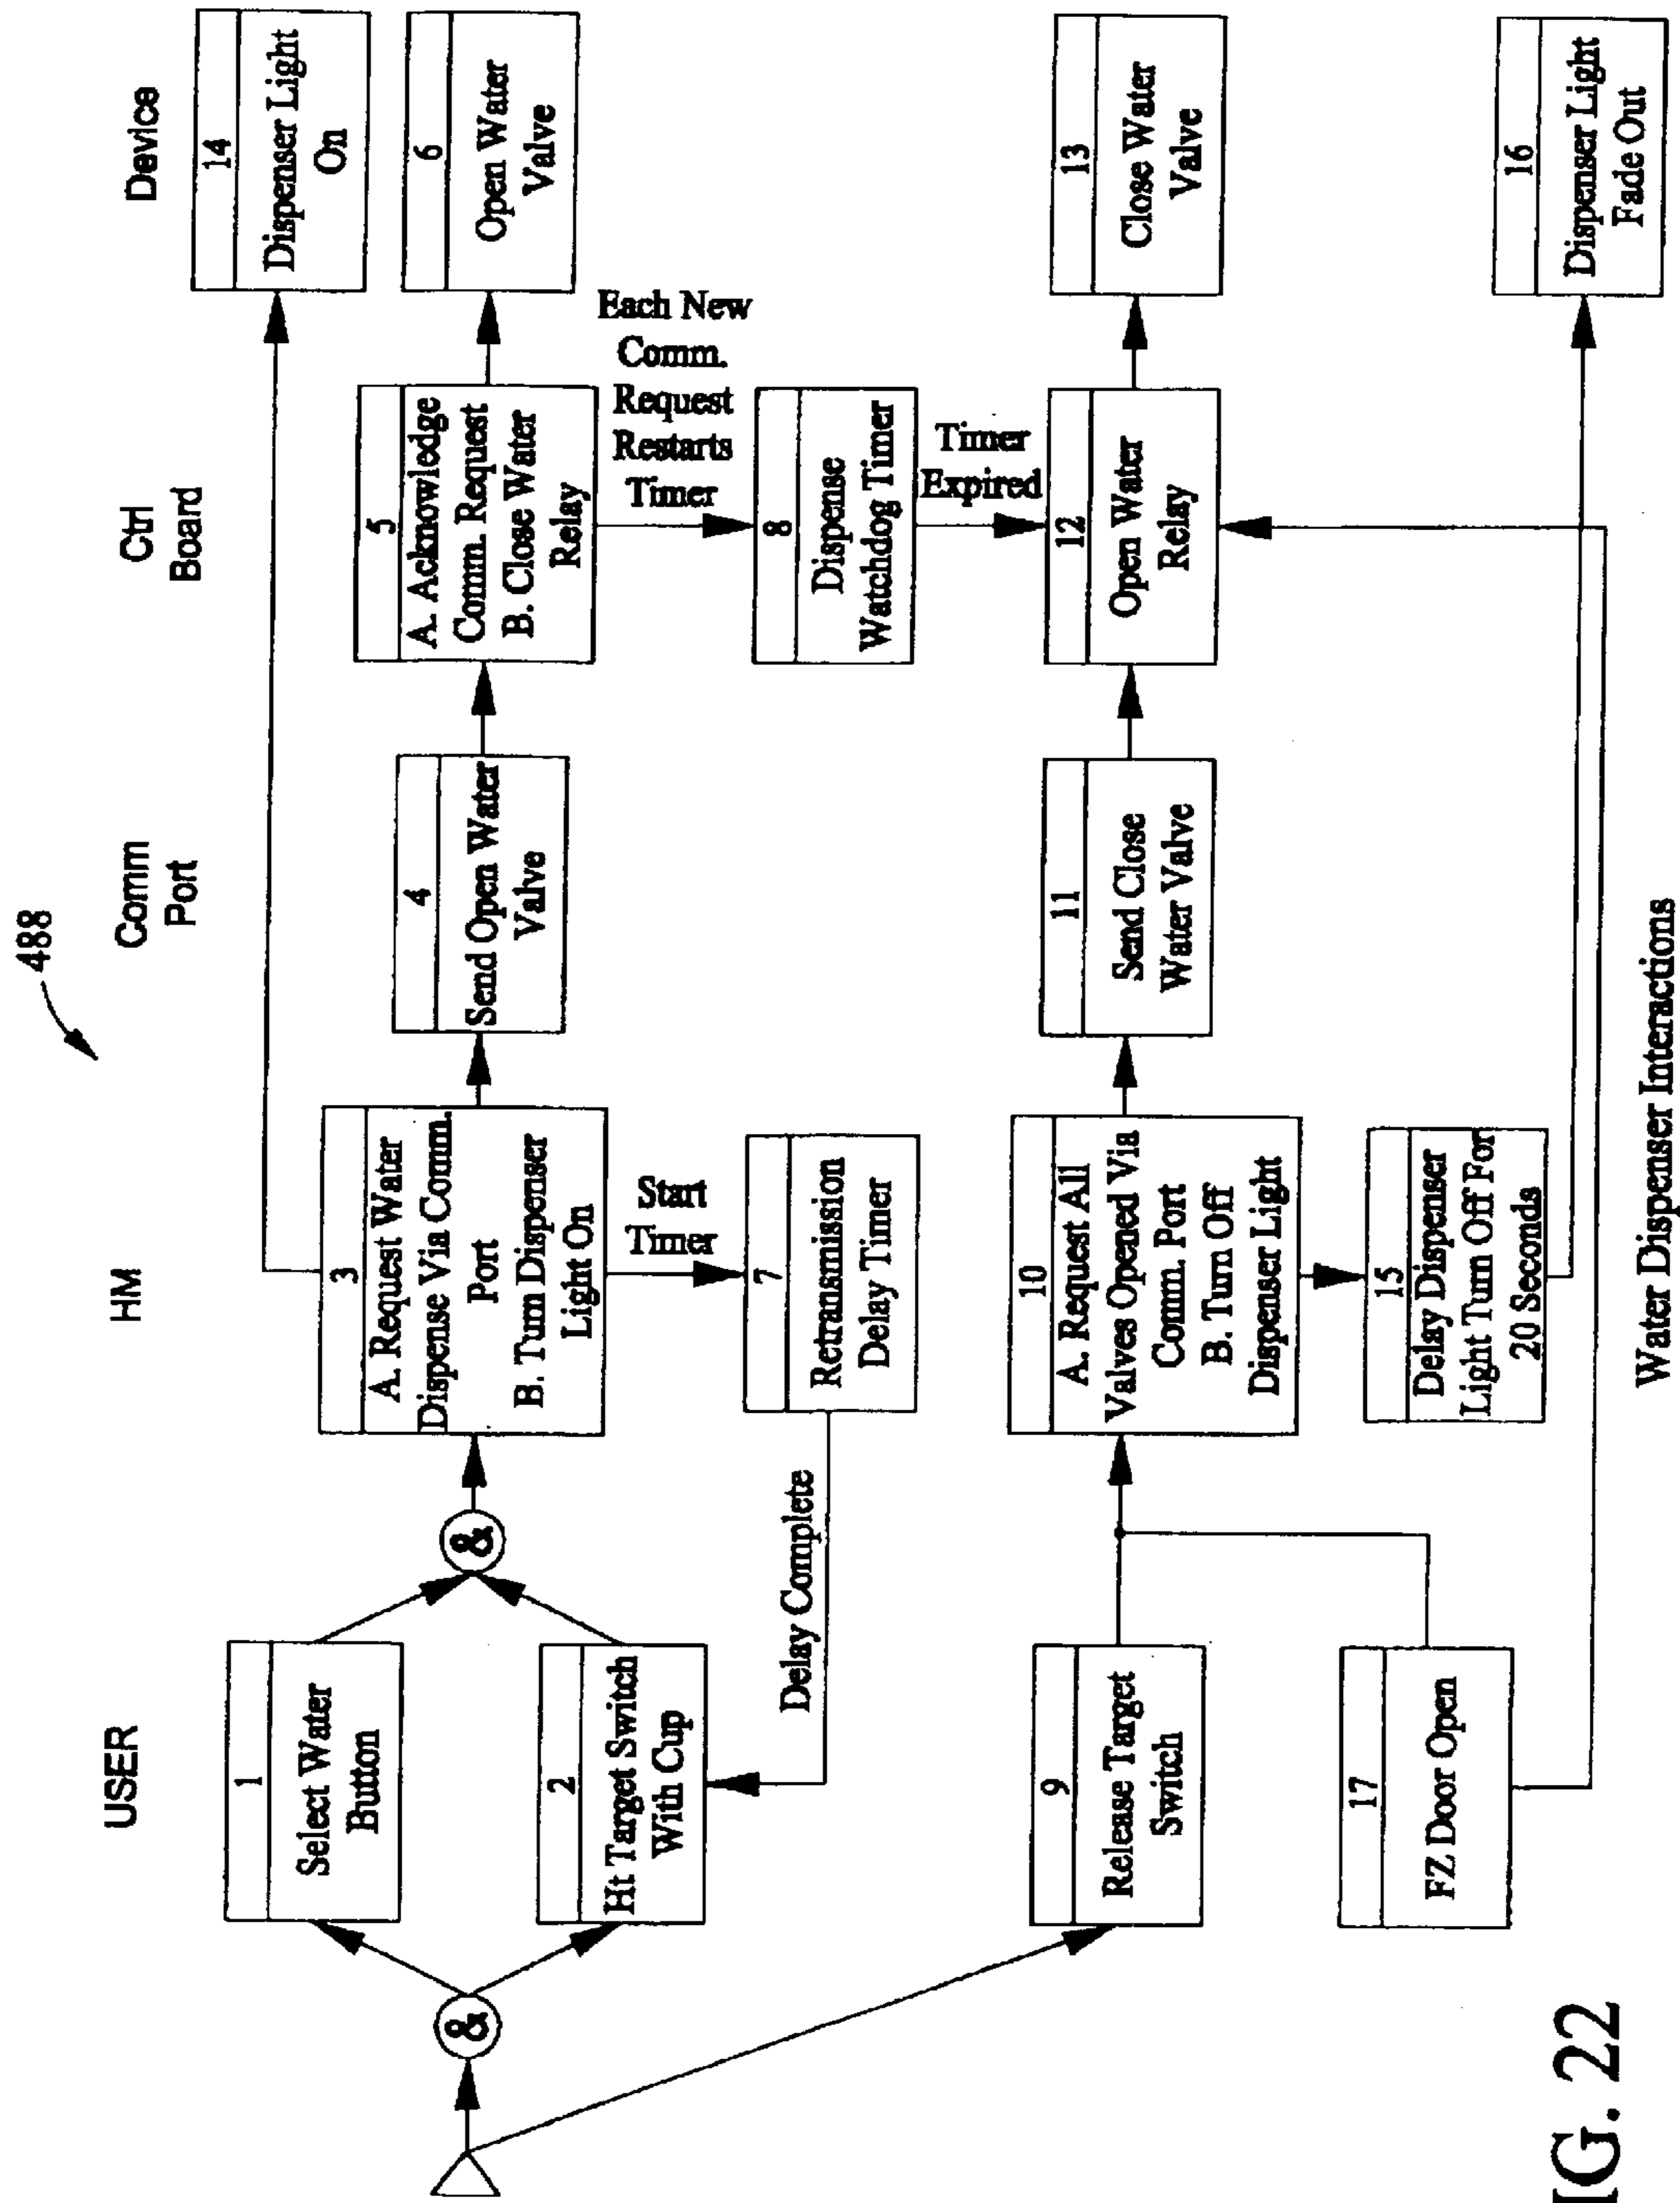 488
USER
HM
Comm
Port
Ctrl
Board
Device
&
1
Select Water
Button
2
Hit Target Switch
With Cup
&
3
A. Request Water
Dispense Via Comm.
Port
B. Turn Dispenser
Light On
4
Send Open Water
Valve
5
A. Acknowledge
Comm. Request
B. Close Water
Relay
14
Dispenser Light
On
6
Open Water
Valve
Start
Timer
7
Retransmission
Delay Timer
Delay Complete
Each New
Comm.
Request
Restarts
Timer
8
Dispense
Watchdog Timer
Timer
Expired
9
Release Target
Switch
10
A. Request All
Valves Opened Via
Comm. Port
B. Turn Off
Dispenser Light
11
Send Close
Water Valve
12
Open Water
Relay
13
Close Water
Valve
17
FZ Door Open
15
Delay Dispenser
Light Turn Off For
20 Seconds
16
Dispenser Light
Fade Out
Water Dispenser Interactions
IG. 22